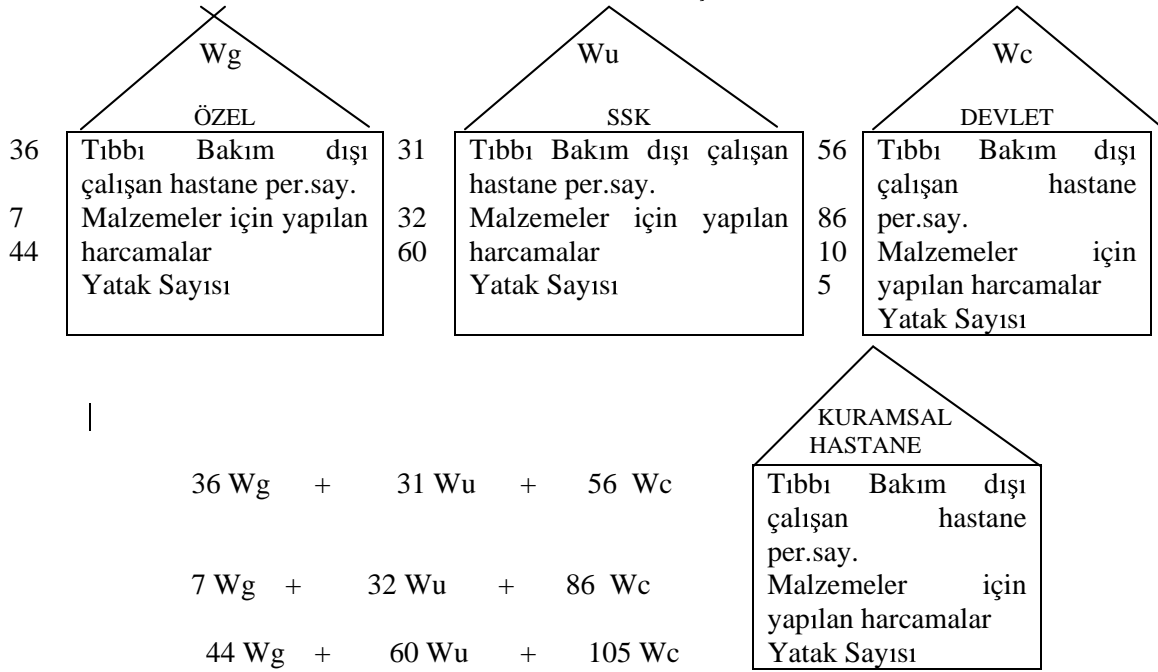 Wg
ÖZEL
36
7
44
Tıbbı Bakım dışı
çalışan hastane per.say.
Malzemeler için yapılan
harcamalar
Yatak Sayısı
Wu
SSK
31
32
60
Tıbbı Bakım dışı çalışan
hastane per.say.
Malzemeler için yapılan
harcamalar
Yatak Sayısı
Wc
DEVLET
56
86
10
5
Tıbbı Bakım dışı
çalışan hastane
per.say.
Malzemeler için
yapılan harcamalar
Yatak Sayısı
36 Wg + 31 Wu + 56 Wc
7 Wg + 32 Wu + 86 Wc
44 Wg + 60 Wu + 105 Wc
KURAMSAL
HASTANE
Tıbbı Bakım dışı
çalışan hastane
per.say.
Malzemeler için
yapılan harcamalar
Yatak Sayısı